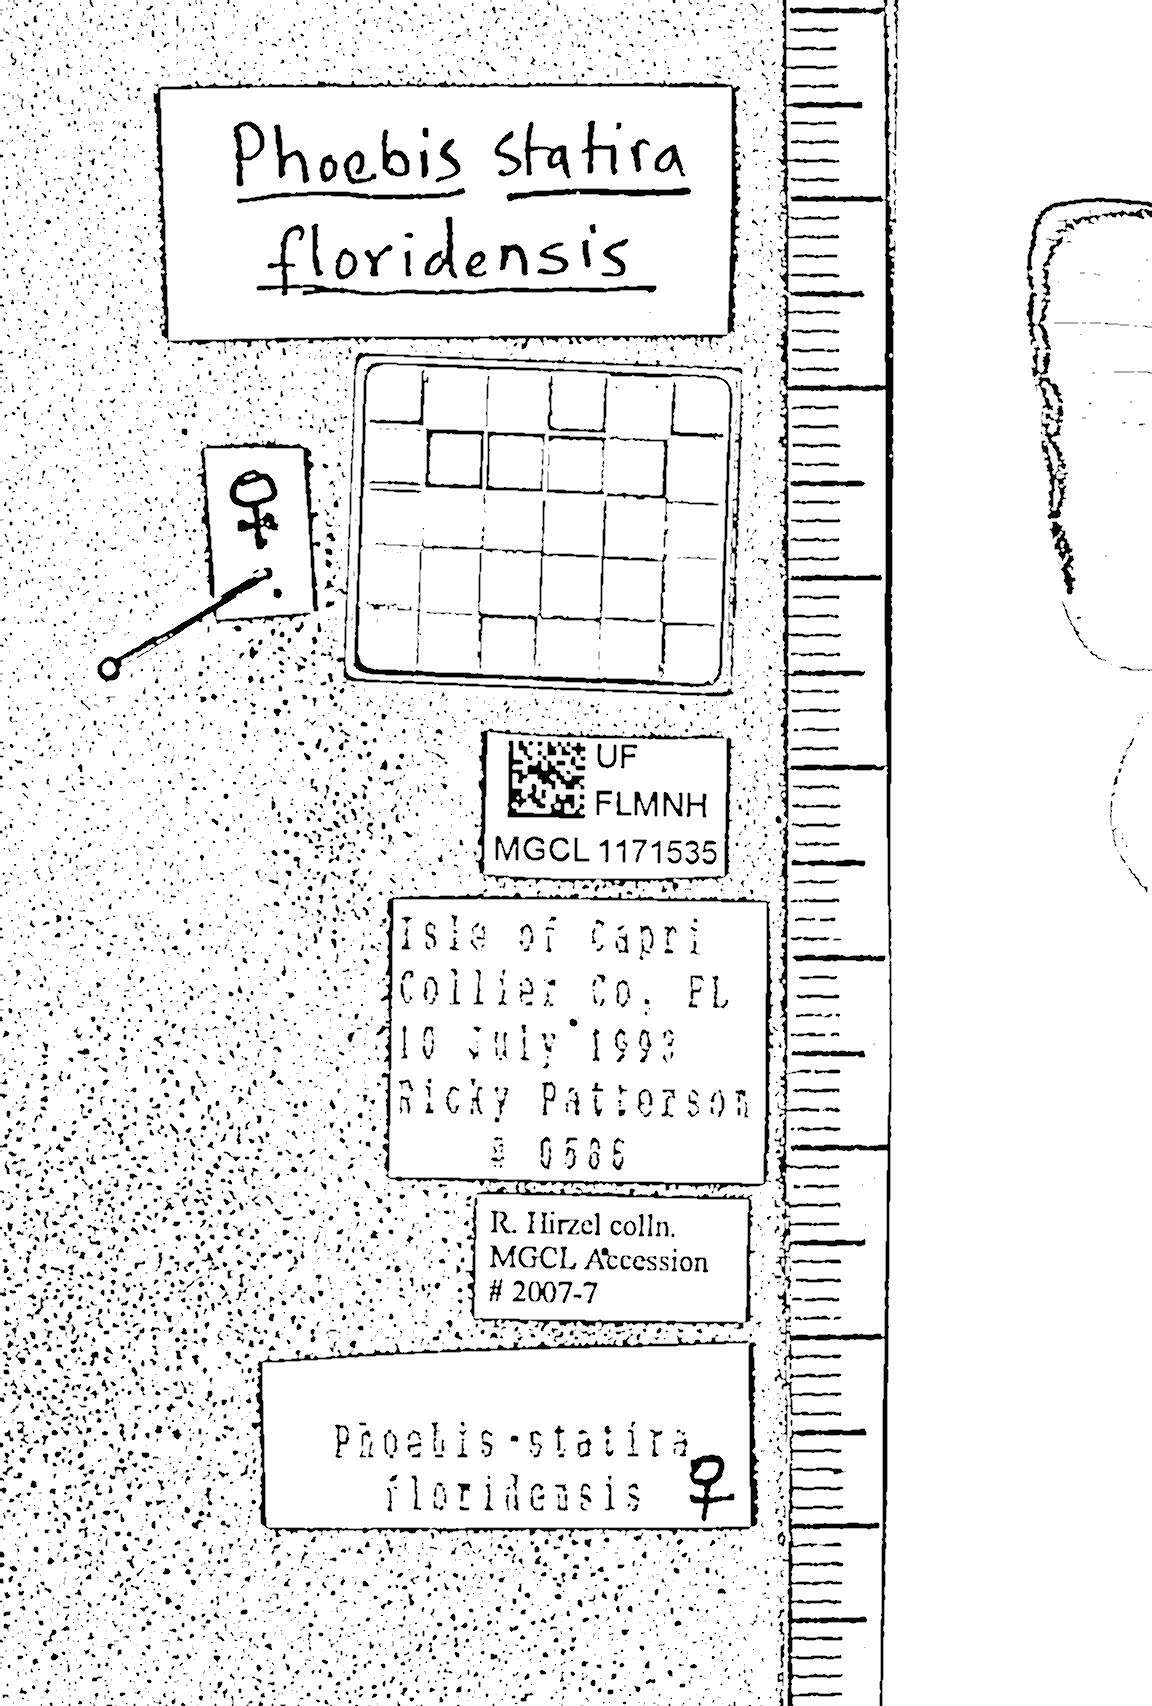 Phoebis statira
floridensis
♀
UF
FLMNH
MGCL 1171535
Isle of Capri
Collier Co, FL
10 July 1993
Ricky Patterson
R. Hirzel colln.
MGCL Accession
# 2007-7
Phoebis statira
floridensis ♀